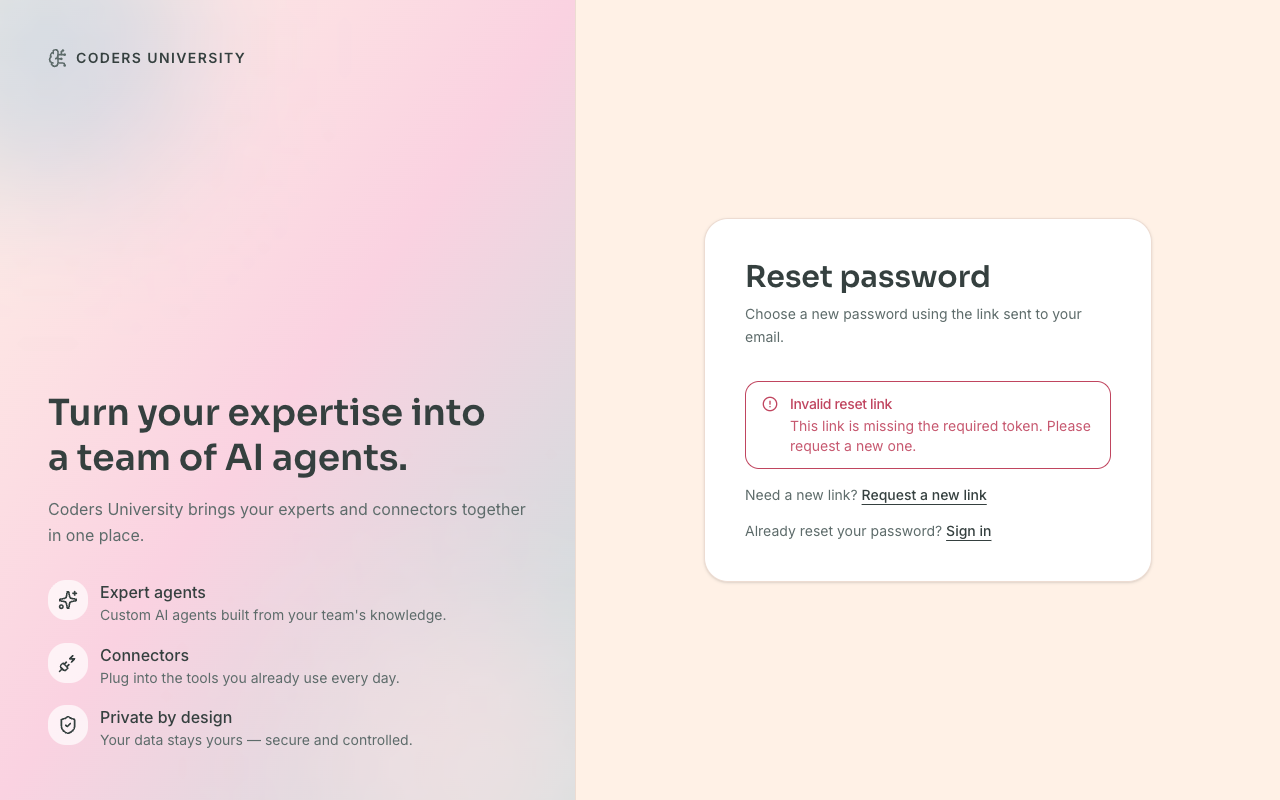 CODERS UNIVERSITY
Turn your expertise into
a team of AI agents.
Coders University brings your experts and connectors together
in one place.
Expert agents
Custom AI agents built from your team's knowledge.
Connectors
Plug into the tools you already use every day.
Private by design
Your data stays yours — secure and controlled.
Reset password
Choose a new password using the link sent to your
email.
Invalid reset link
This link is missing the required token. Please
request a new one.
Need a new link? Request a new link
Already reset your password? Sign in